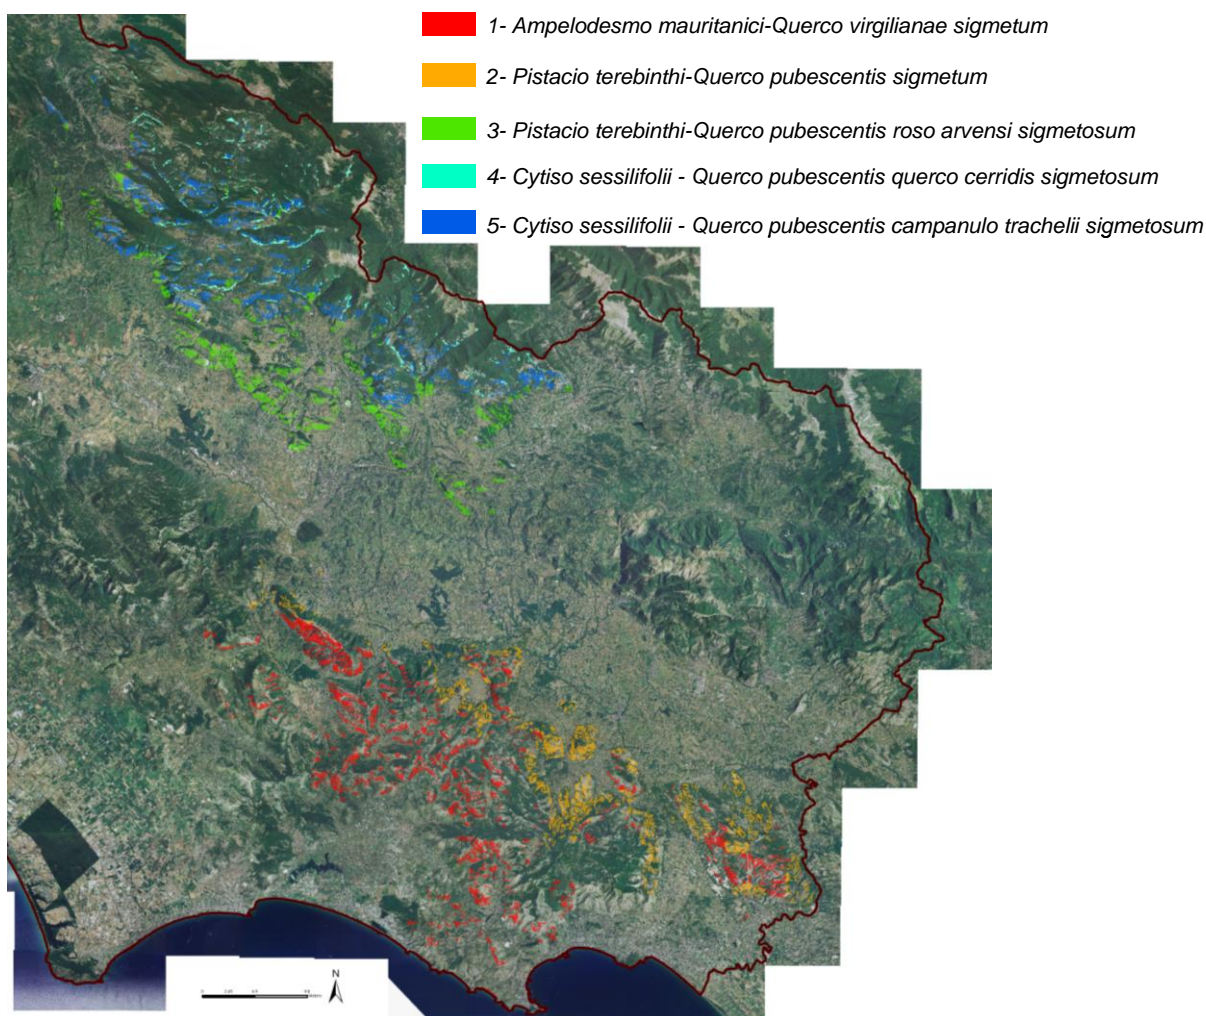 1- Ampelodesmo mauritanici-Querco virgilianae sigmetum
2- Pistacio terebinthi-Querco pubescentis sigmetum
3- Pistacio terebinthi-Querco pubescentis roso arvensi sigmetosum
4- Cytiso sessilifolii - Querco pubescentis querco cerridis sigmetosum
5- Cytiso sessilifolii - Querco pubescentis campanulo trachelii sigmetosum
N